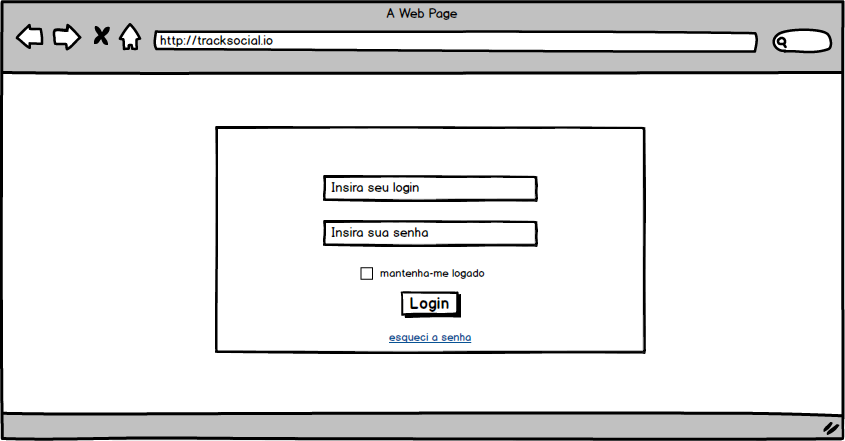 A Web Page
http://tracksocial.io
Insira seu login
Insira sua senha
mantenha-me logado
Login
esqueci a senha